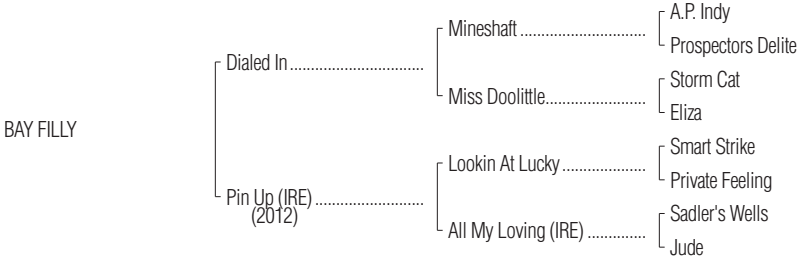 A.P. Indy
Mineshaft ..............................
Prospectors Delite
Dialed In................................
Storm Cat
Miss Doolittle........................
Eliza
BAY FILLY
Smart Strike
Lookin At Lucky ....................
Private Feeling
Pin Up (IRE) ..........................
(2012)
Sadler's Wells
All My Loving (IRE) ..............
Jude